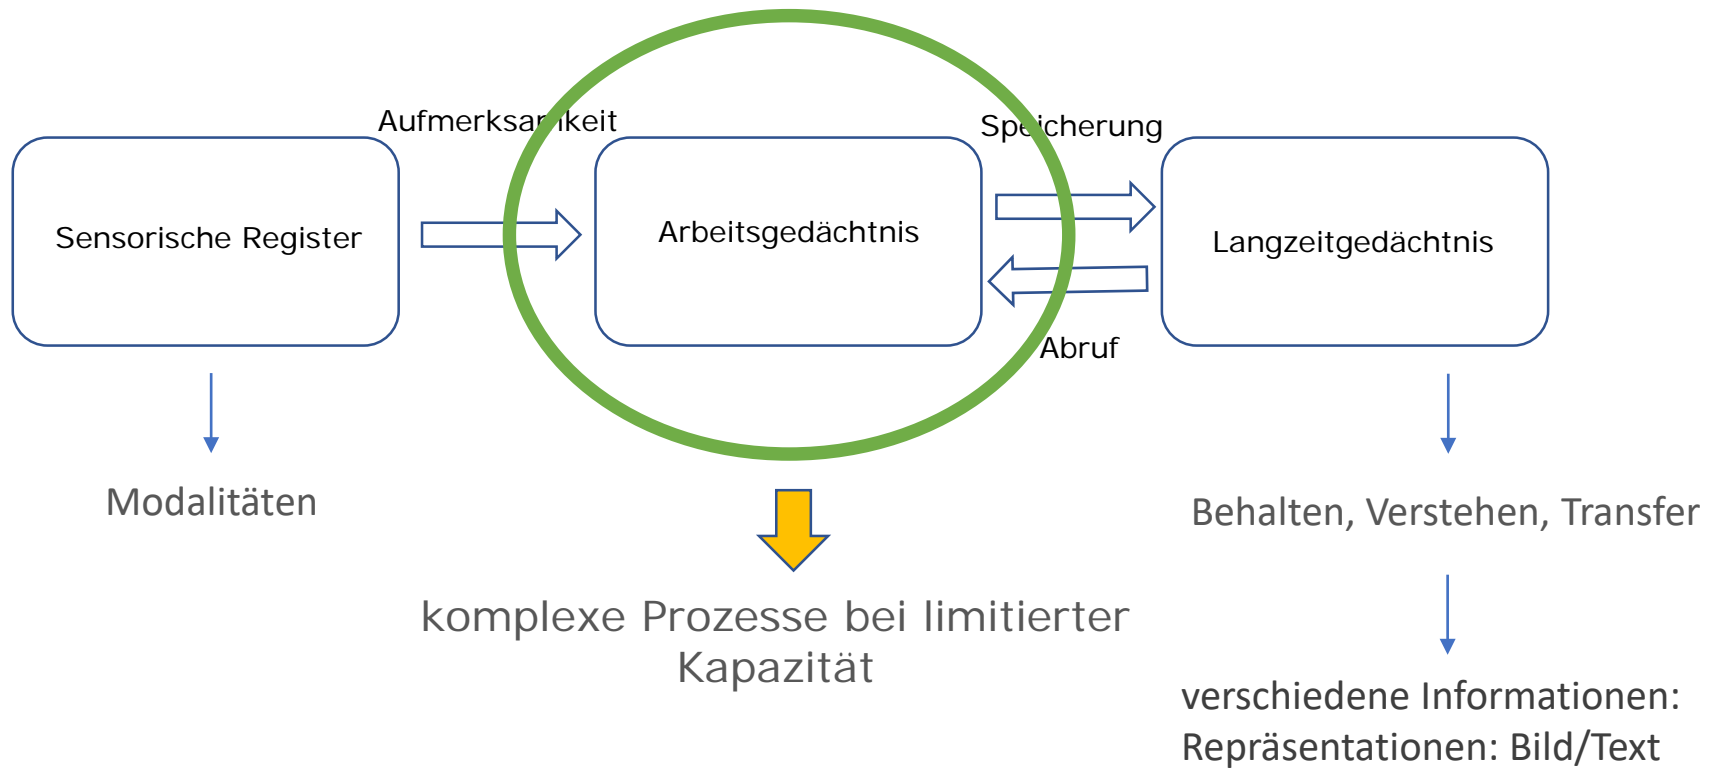 Aufmerksamkeit
Speicherung
Sensorische Register
Arbeitsgedächtnis
Langzeitgedächtnis
Abruf
Modalitäten
Behalten, Verstehen, Transfer
komplexe Prozesse bei limitierter
Kapazität
verschiedene Informationen:
Repräsentationen: Bild/Text